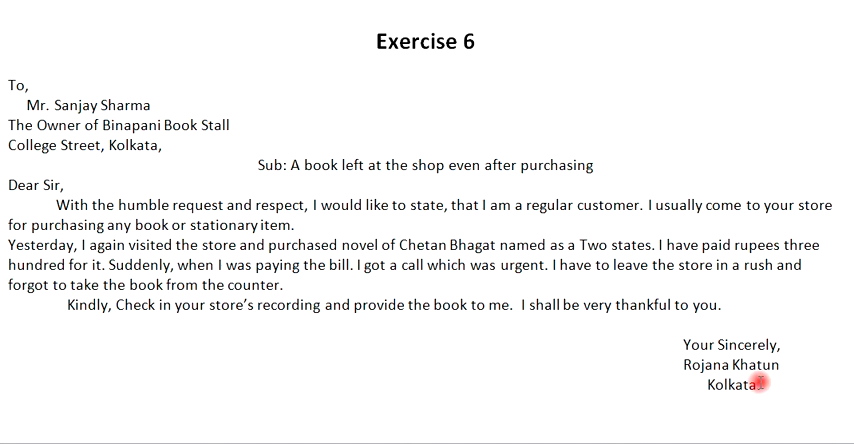 Exercise 6
To,
Mr. Sanjay Sharma
The Owner of Binapani Book Stall
College Street, Kolkata,
Sub: A book left at the shop even after purchasing
Dear Sir,
With the humble request and respect, I would like to state, that I am a regular customer. I usually come to your store
for purchasing any book or stationary item.
Yesterday, I again visited the store and purchased novel of Chetan Bhagat named as a Two states. I have paid rupees three
hundred for it. Suddenly, when I was paying the bill. I got a call which was urgent. I have to leave the store in a rush and
forgot to take the book from the counter.
Kindly, Check in your store's recording and provide the book to me. I shall be very thankful to you.
Your Sincerely,
Rojana Khatun
Kolkata